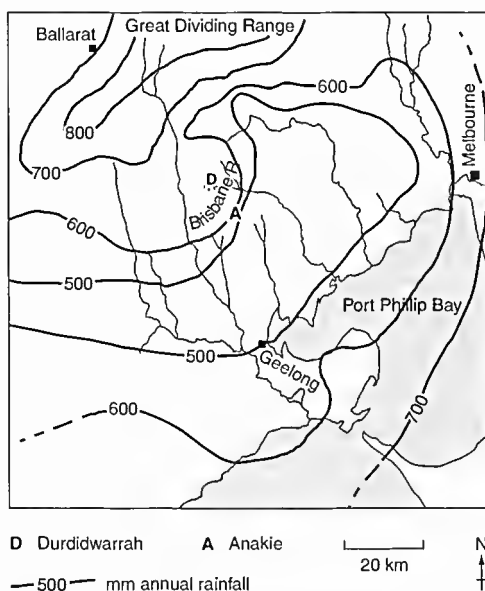 Great Dividing Range
Ballarat
600
800
Melbourne
700
D
Brisbane R
A
600
500
Port Phillip Bay
500
Geelong
600
700
D Durdidwarrah A Anakie
20 km
N
500 mm annual rainfall